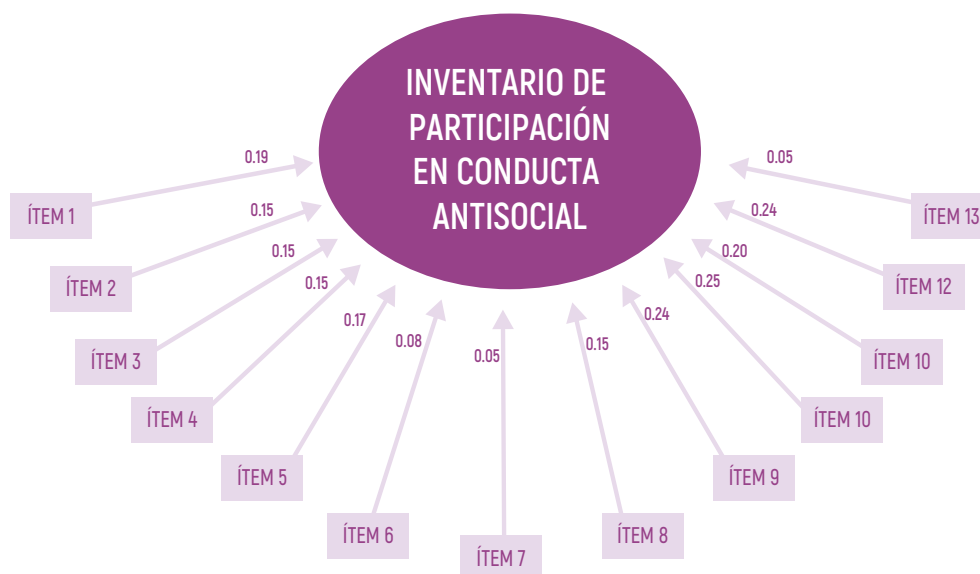 INVENTARIO DE
PARTICIPACIÓN
EN CONDUCTA
ANTISOCIAL
0.19
0.15
0.15
0.15
0.17
0.08
0.05
0.15
0.24
0.25
0.20
0.24
0.05
ÍTEM 1
ÍTEM 2
ÍTEM 3
ÍTEM 4
ÍTEM 5
ÍTEM 6
ÍTEM 7
ÍTEM 8
ÍTEM 9
ÍTEM 10
ÍTEM 10
ÍTEM 12
ÍTEM 13